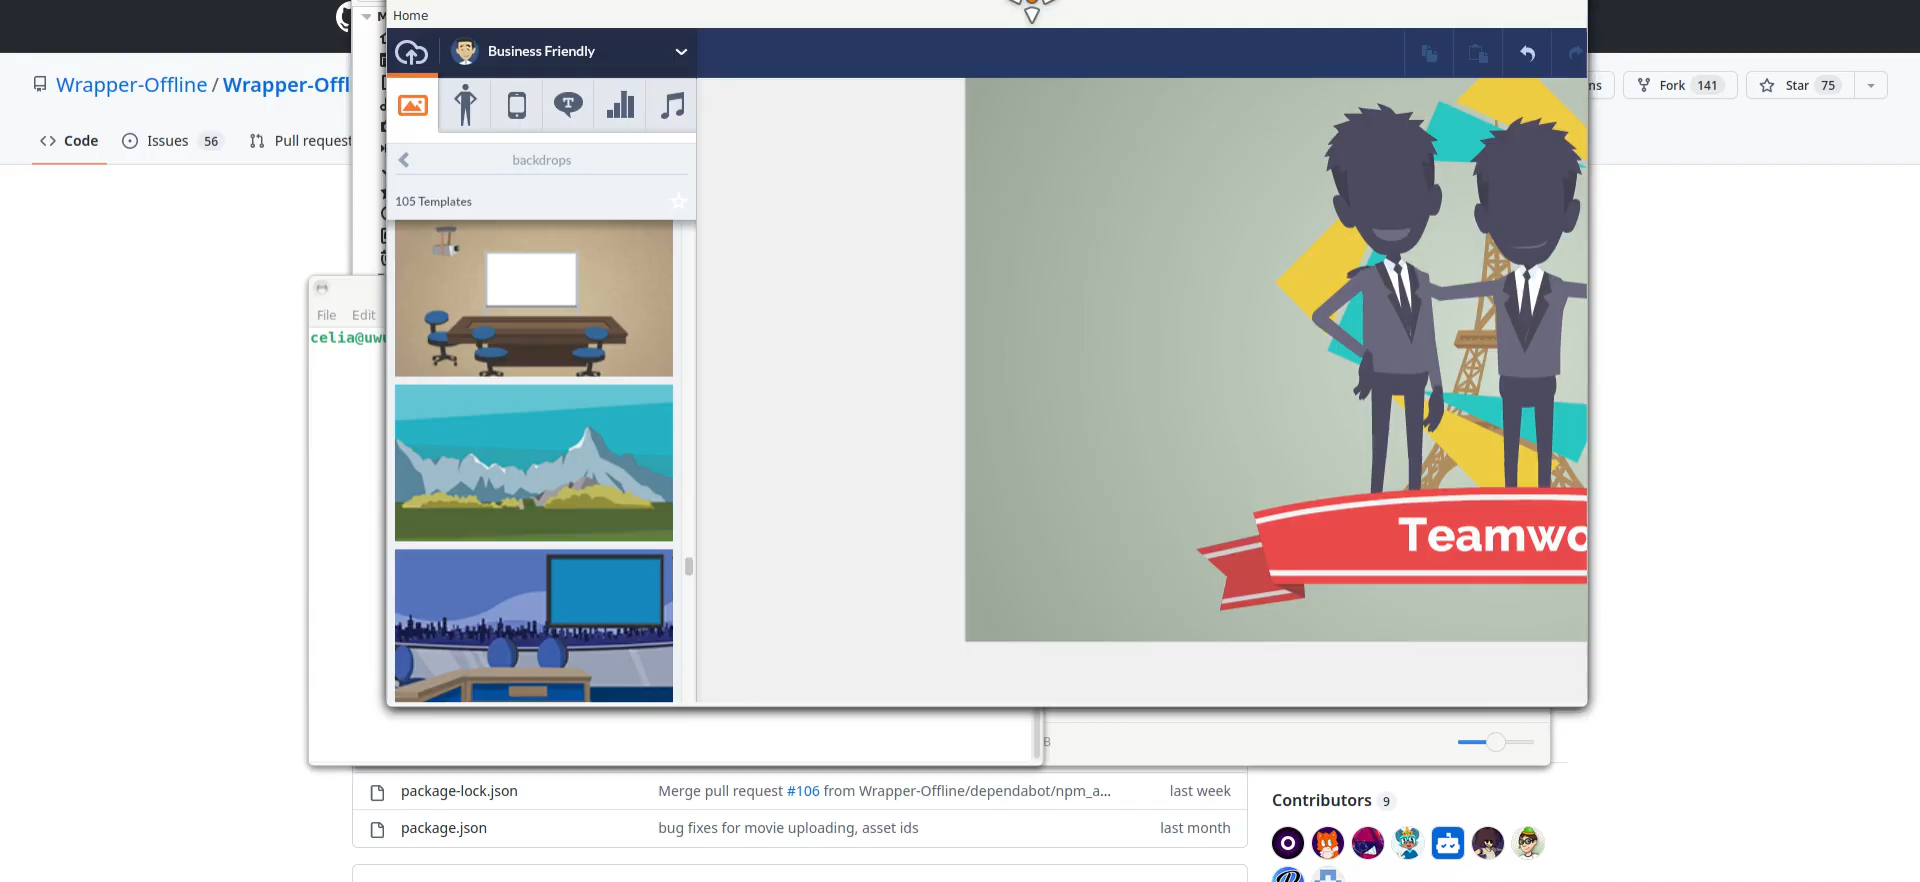 Home
Wrapper-Offline / Wrapper-Offl
Business Friendly
ns
Fork 141
Star 75
Code
Issues 56
Pull request
backdrops
105 Templates
T
File Edit
celia@uwu
Teamwo
B
package-lock.json Merge pull request #106 from Wrapper-Offline/dependabot/npm_a... last week
package.json bug fixes for movie uploading, asset ids last month
Contributors 9